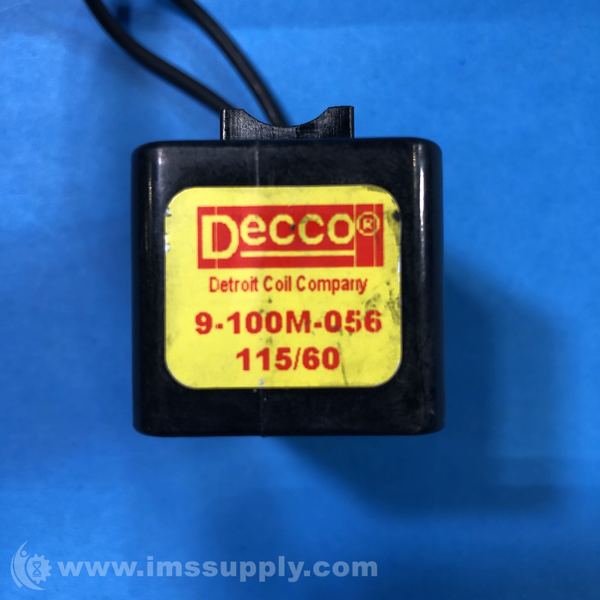 Decco®
Detroit Coil Company
9-100M-056
115/60
www.imssupply.com